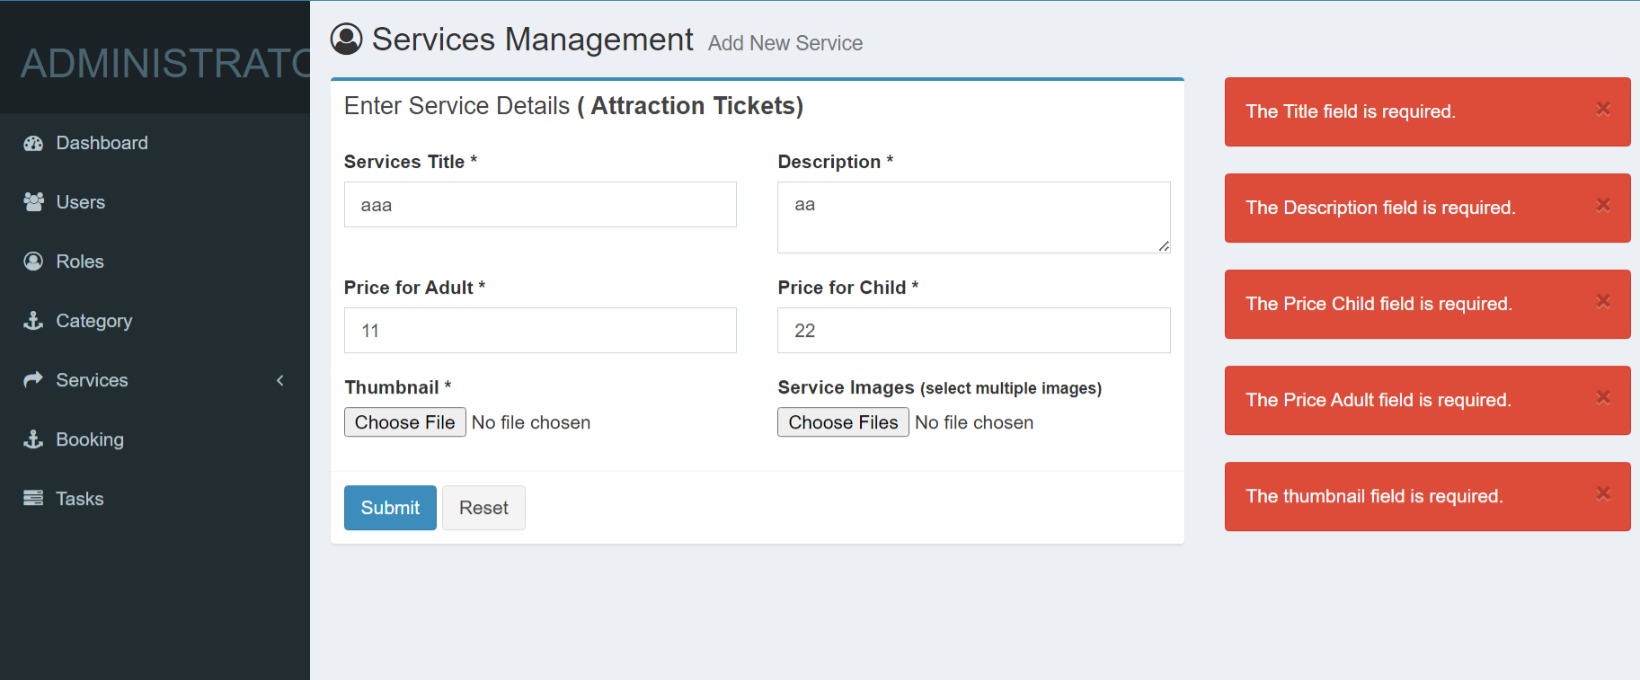 ADMINISTRATO
Dashboard
Users
Roles
Category
Services
Booking
Tasks
Services Management Add New Service
Enter Service Details ( Attraction Tickets)
Services Title *
aaa
Description *
aa
Price for Adult *
11
Price for Child *
22
Thumbnail *
Choose File No file chosen
Service Images (select multiple images)
Choose Files No file chosen
Submit Reset
The Title field is required. ×
The Description field is required. ×
The Price Child field is required. ×
The Price Adult field is required. ×
The thumbnail field is required. ×